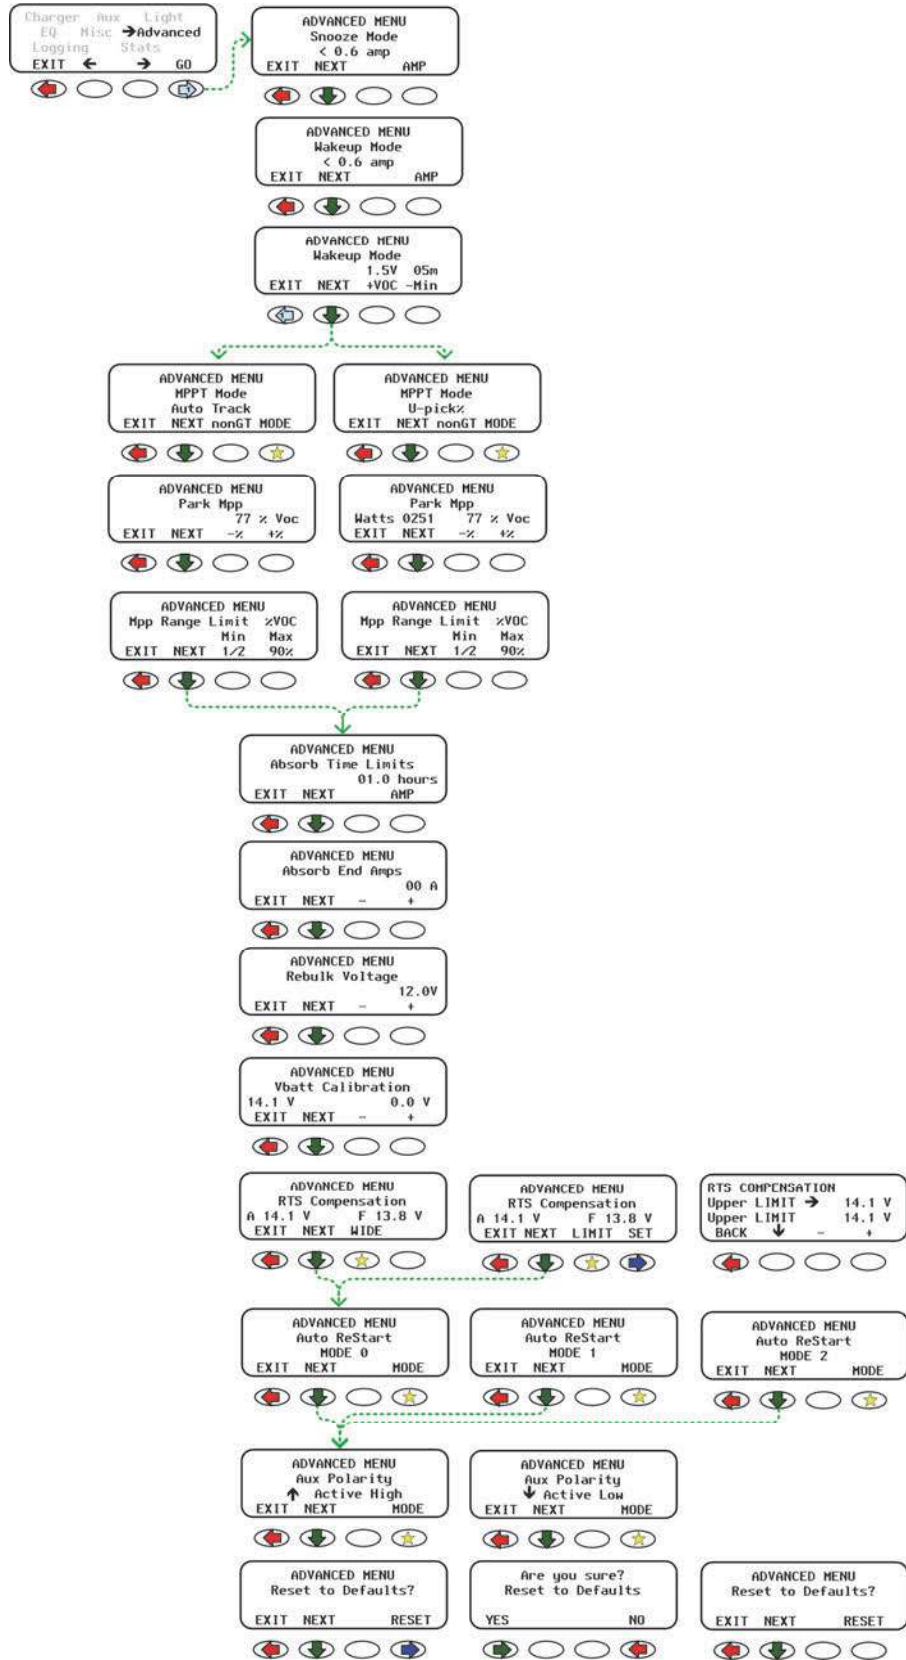 Charger Aux Light
EQ Misc ➔Advanced
Logging Stats
EXIT ← → GO
ADVANCED MENU
Snooze Mode
< 0.6 amp
EXIT NEXT AMP
ADVANCED MENU
Wakeup Mode
< 0.6 amp
EXIT NEXT AMP
ADVANCED MENU
Wakeup Mode
1.5V 05m
EXIT NEXT +VOC -Min
ADVANCED MENU
MPPT Mode
Auto Track
EXIT NEXT nonGT MODE
ADVANCED MENU
MPPT Mode
U-pick%
EXIT NEXT nonGT MODE
ADVANCED MENU
Park Mpp
77 % Voc
EXIT NEXT -% +%
ADVANCED MENU
Park Mpp
Watts 0251 77 % Voc
EXIT NEXT -% +%
ADVANCED MENU
Mpp Range Limit %VOC
Min Max
EXIT NEXT 1/2 90%
ADVANCED MENU
Mpp Range Limit %VOC
Min Max
EXIT NEXT 1/2 90%
ADVANCED MENU
Absorb Time Limits
01.0 hours
EXIT NEXT AMP
ADVANCED MENU
Absorb End Amps
00 A
EXIT NEXT - +
ADVANCED MENU
Rebulk Voltage
12.0V
EXIT NEXT - +
ADVANCED MENU
Vbatt Calibration
14.1 V 0.0 V
EXIT NEXT - +
ADVANCED MENU
RTS Compensation
A 14.1 V F 13.8 V
EXIT NEXT WIDE
ADVANCED MENU
RTS Compensation
A 14.1 V F 13.8 V
EXIT NEXT LIMIT SET
RTS COMPENSATION
Upper LIMIT ➔ 14.1 V
Upper LIMIT 14.1 V
BACK ↓ - +
ADVANCED MENU
Auto ReStart
MODE 0
EXIT NEXT MODE
ADVANCED MENU
Auto ReStart
MODE 1
EXIT NEXT MODE
ADVANCED MENU
Auto ReStart
MODE 2
EXIT NEXT MODE
ADVANCED MENU
Aux Polarity
↑ Active High
EXIT NEXT MODE
ADVANCED MENU
Aux Polarity
↓ Active Low
EXIT NEXT MODE
ADVANCED MENU
Reset to Defaults?
EXIT NEXT RESET
Are you sure?
Reset to Defaults
YES NO
ADVANCED MENU
Reset to Defaults?
EXIT NEXT RESET